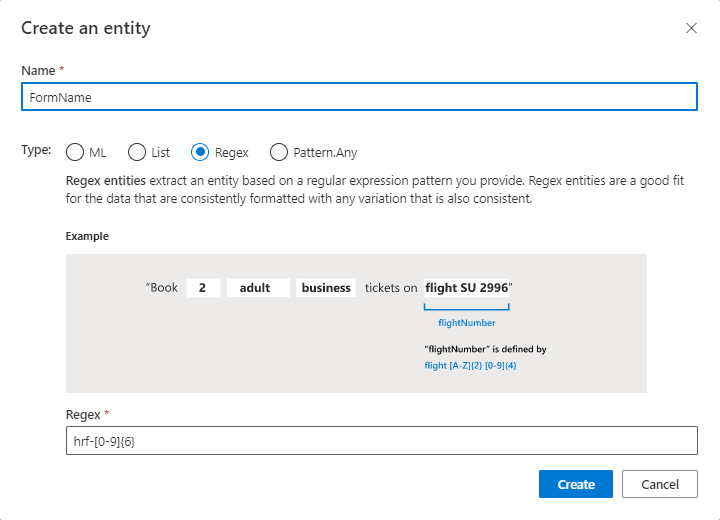 Create an entity
Name *
FormName
Type: ML List Regex Pattern.Any
Regex entities extract an entity based on a regular expression pattern you provide. Regex entities are a good fit
for the data that are consistently formatted with any variation that is also consistent.
Example
“Book 2 adult business tickets on flight SU 2996”
flightNumber
“flightNumber” is defined by
flight [A-Z]{2} [0-9]{4}
Regex *
hrf-[0-9]{6}
Create Cancel